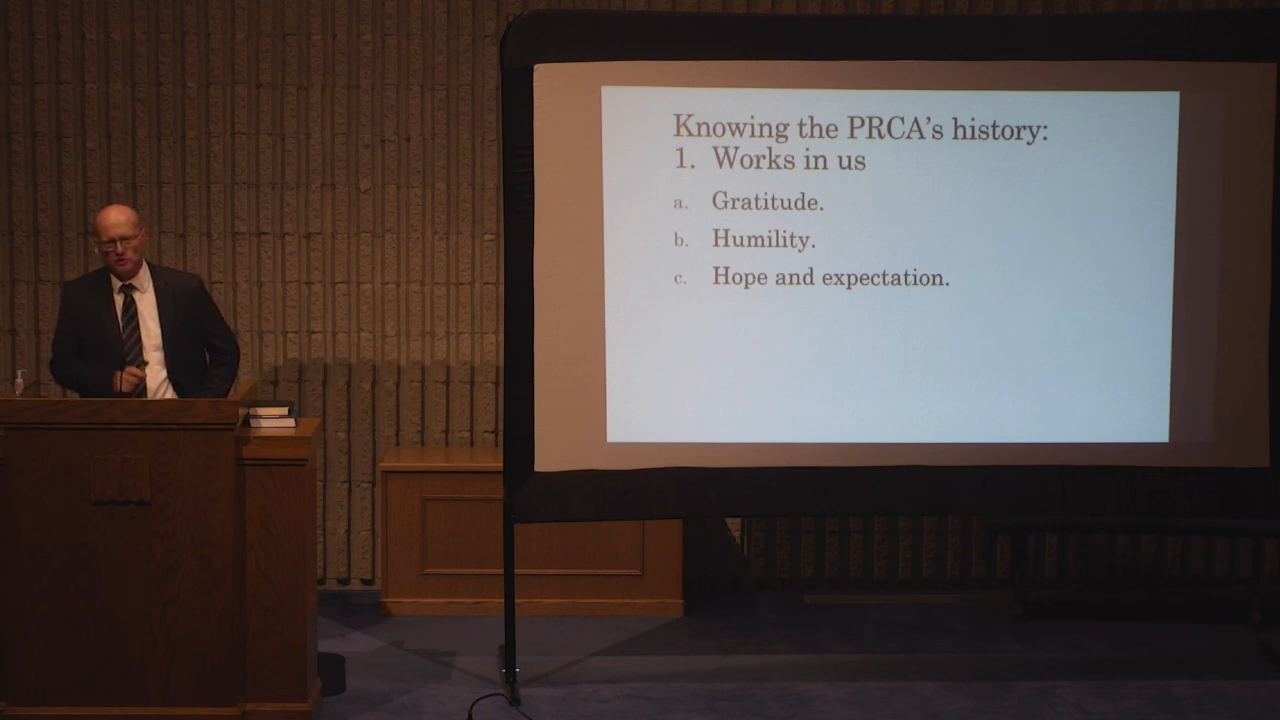 Knowing the PRCA's history:
1. Works in us
a. Gratitude.
b. Humility.
c. Hope and expectation.